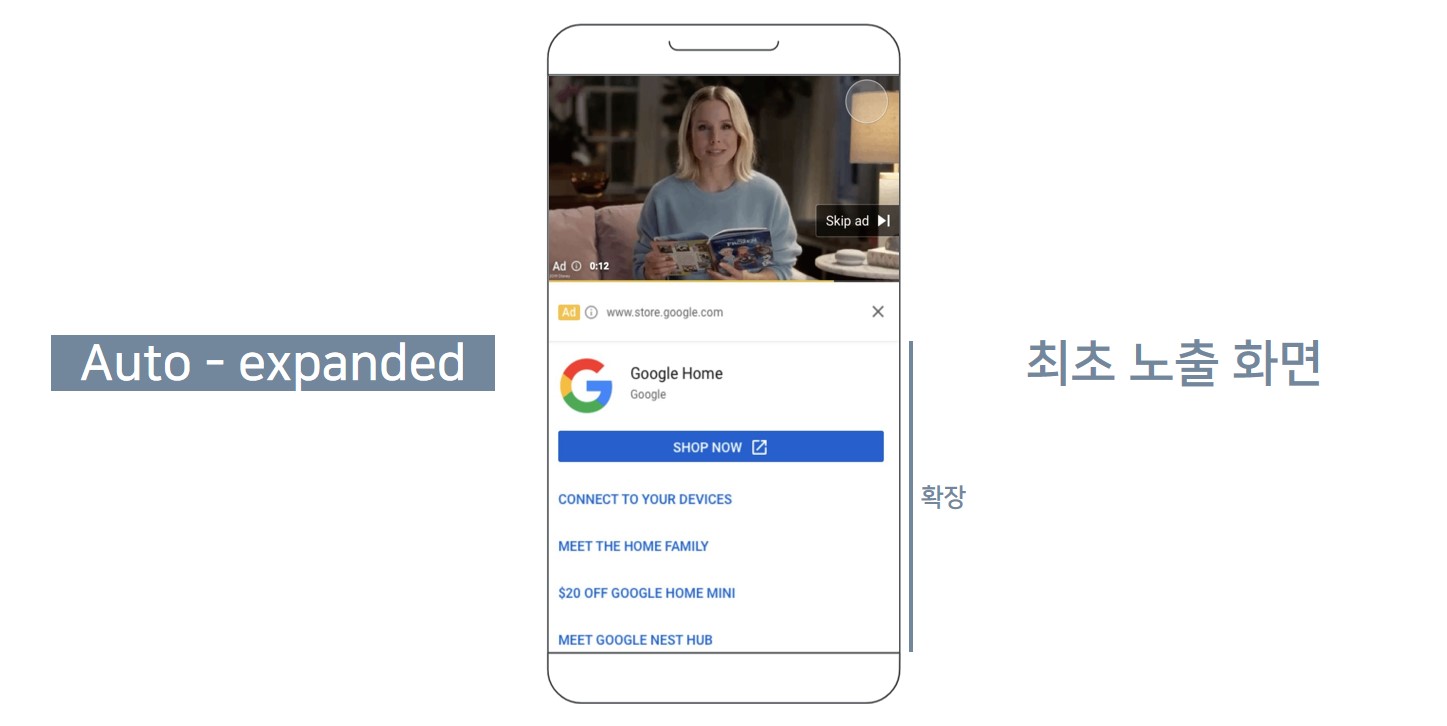 Auto - expanded
Skip ad
Ad 0:12
Ad www.store.google.com
Google Home
Google
SHOP NOW
CONNECT TO YOUR DEVICES
MEET THE HOME FAMILY
$20 OFF GOOGLE HOME MINI
MEET GOOGLE NEST HUB
확장
최초 노출 화면